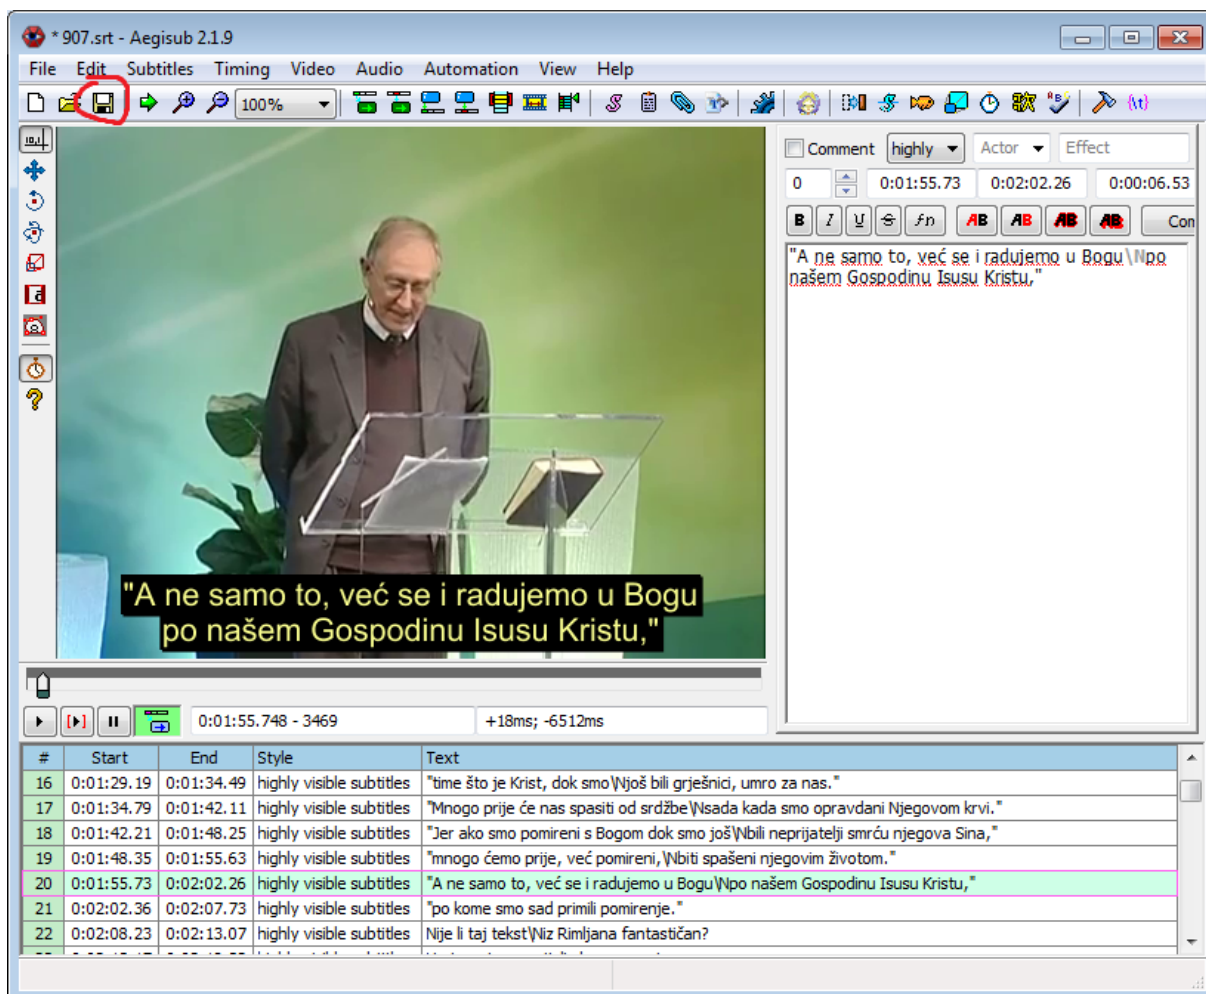 * 907.srt - Aegisub 2.1.9
File Edit Subtitles Timing Video Audio Automation View Help
100%
{\t}
Comment highly Actor Effect
0 0:01:55.73 0:02:02.26 0:00:06.53
B I U S fn AB AB AB AB Con
"A ne samo to, već se i radujemo u Bogu\Npo
našem Gospodinu Isusu Kristu,"
"A ne samo to, već se i radujemo u Bogu
po našem Gospodinu Isusu Kristu,"
0:01:55.748 - 3469 +18ms; -6512ms
# Start End Style Text
16 0:01:29.19 0:01:34.49 highly visible subtitles "time što je Krist, dok smo\Njoš bili grješnici, umro za nas."
17 0:01:34.79 0:01:42.11 highly visible subtitles "Mnogo prije će nas spasiti od srdžbe\Nsada kada smo opravdani Njegovom krvi."
18 0:01:42.21 0:01:48.25 highly visible subtitles "Jer ako smo pomireni s Bogom dok smo još\Nbili neprijatelji smrću njegova Sina,"
19 0:01:48.35 0:01:55.63 highly visible subtitles "mnogo ćemo prije, već pomireni,\Nbiti spašeni njegovim životom."
20 0:01:55.73 0:02:02.26 highly visible subtitles "A ne samo to, već se i radujemo u Bogu\Npo našem Gospodinu Isusu Kristu,"
21 0:02:02.36 0:02:07.73 highly visible subtitles "po kome smo sad primili pomirenje."
22 0:02:08.23 0:02:13.07 highly visible subtitles Nije li taj tekst\Niz Rimljana fantastičan?